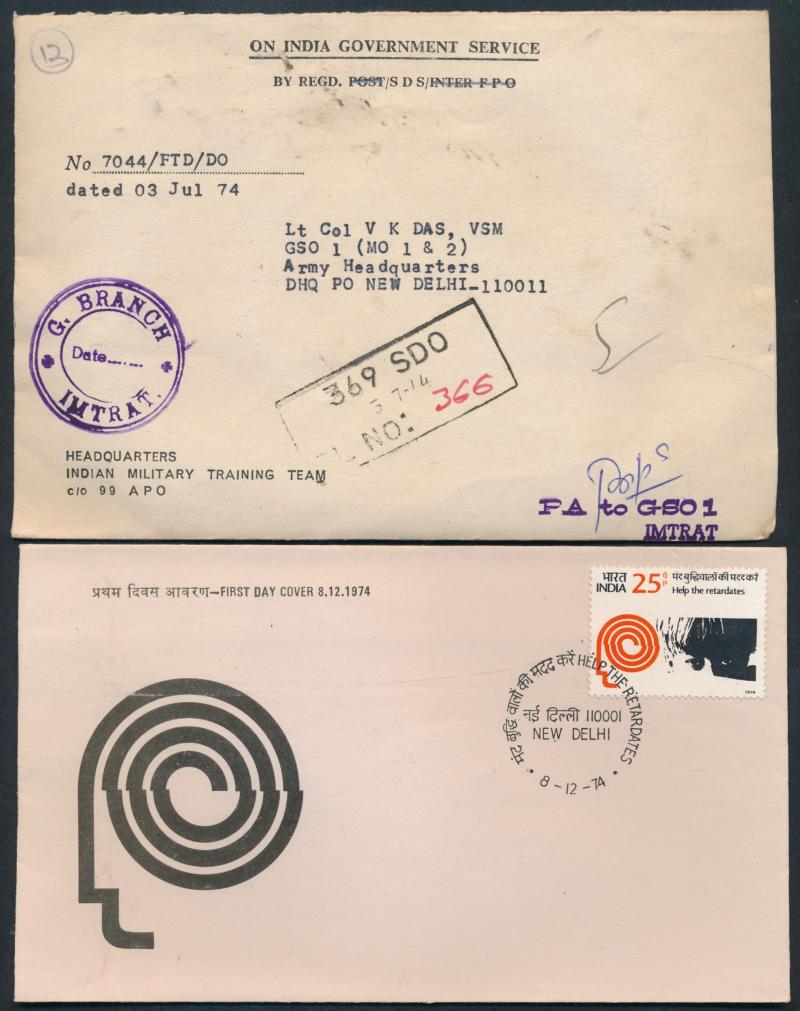 12
ON INDIA GOVERNMENT SERVICE
BY REGD. POST/S D S/INTER F P O
No 7044/FTD/DO
dated 03 Jul 74
Lt Col V K DAS, VSM
GSO 1 (MO 1 & 2)
Army Headquarters
DHQ PO NEW DELHI-110011
G. BRANCH
Date.......
IMTRAT.
369 SDO
7-14
NO: 366
HEADQUARTERS
INDIAN MILITARY TRAINING TEAM
c/o 99 APO
PA to GSO1
IMTRAT
प्रथम दिवस आवरण–FIRST DAY COVER 8.12.1974
भारत 25 मंद बुद्धिवालों की मदद करें
INDIA P Help the retardates
1974
मंद बुद्धि वालों की मदद करें HELP THE RETARDATES
नई दिल्ली 110001
NEW DELHI
8-12-74